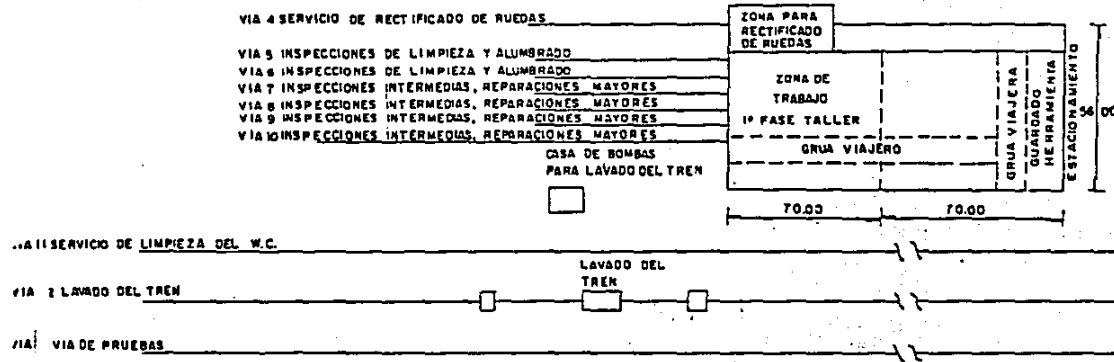 VIA 4 SERVICIO DE RECTIFICADO DE RUEDAS
ZONA PARA
RECTIFICADO
DE RUEDAS
VIA 5 INSPECCIONES DE LIMPIEZA Y ALUMBRADO
VIA 6 INSPECCIONES DE LIMPIEZA Y ALUMBRADO
VIA 7 INSPECCIONES INTERMEDIAS, REPARACIONES MAYORES
VIA 8 INSPECCIONES INTERMEDIAS, REPARACIONES MAYORES
VIA 9 INSPECCIONES INTERMEDIAS, REPARACIONES MAYORES
VIA 10 INSPECCIONES INTERMEDIAS, REPARACIONES MAYORES
ZONA DE
TRABAJO
1ª FASE TALLER
GRUA VIAJERO
GRUA VIAJERA
GUARDADO
HERRAMIENTA
ESTACIONAMIENTO
56.00
CASA DE BOMBAS
PARA LAVADO DEL TREN
70.00
70.00
SERVICIO DE LIMPIEZA DEL W.C.
LAVADO DEL
TREN
VIA 2 LAVADO DEL TREN
VIA DE PRUEBAS